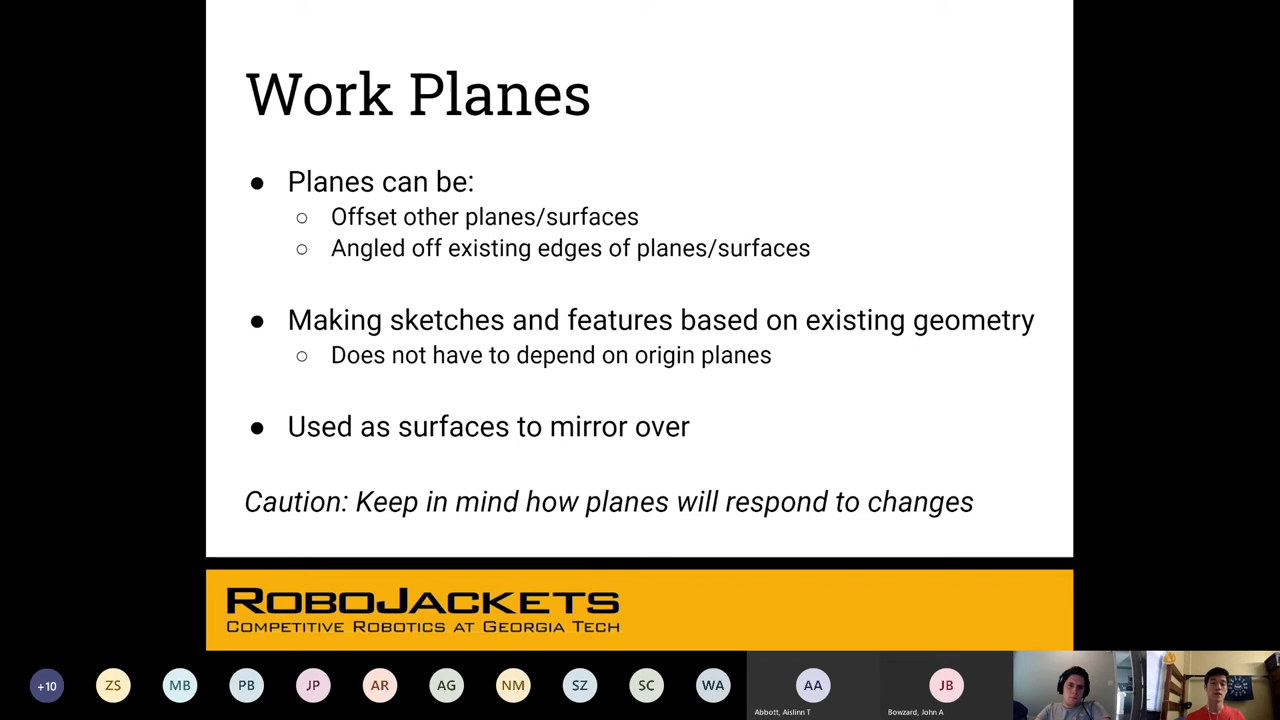 Work Planes
● Planes can be:
○ Offset other planes/surfaces
○ Angled off existing edges of planes/surfaces
● Making sketches and features based on existing geometry
○ Does not have to depend on origin planes
● Used as surfaces to mirror over
Caution: Keep in mind how planes will respond to changes
ROBOJACKETS
COMPETITIVE ROBOTICS AT GEORGIA TECH
+10 ZS MB PB JP AR AG NM SZ SC WA AA JB
Abbott, Aislinn T Bowzard, John A